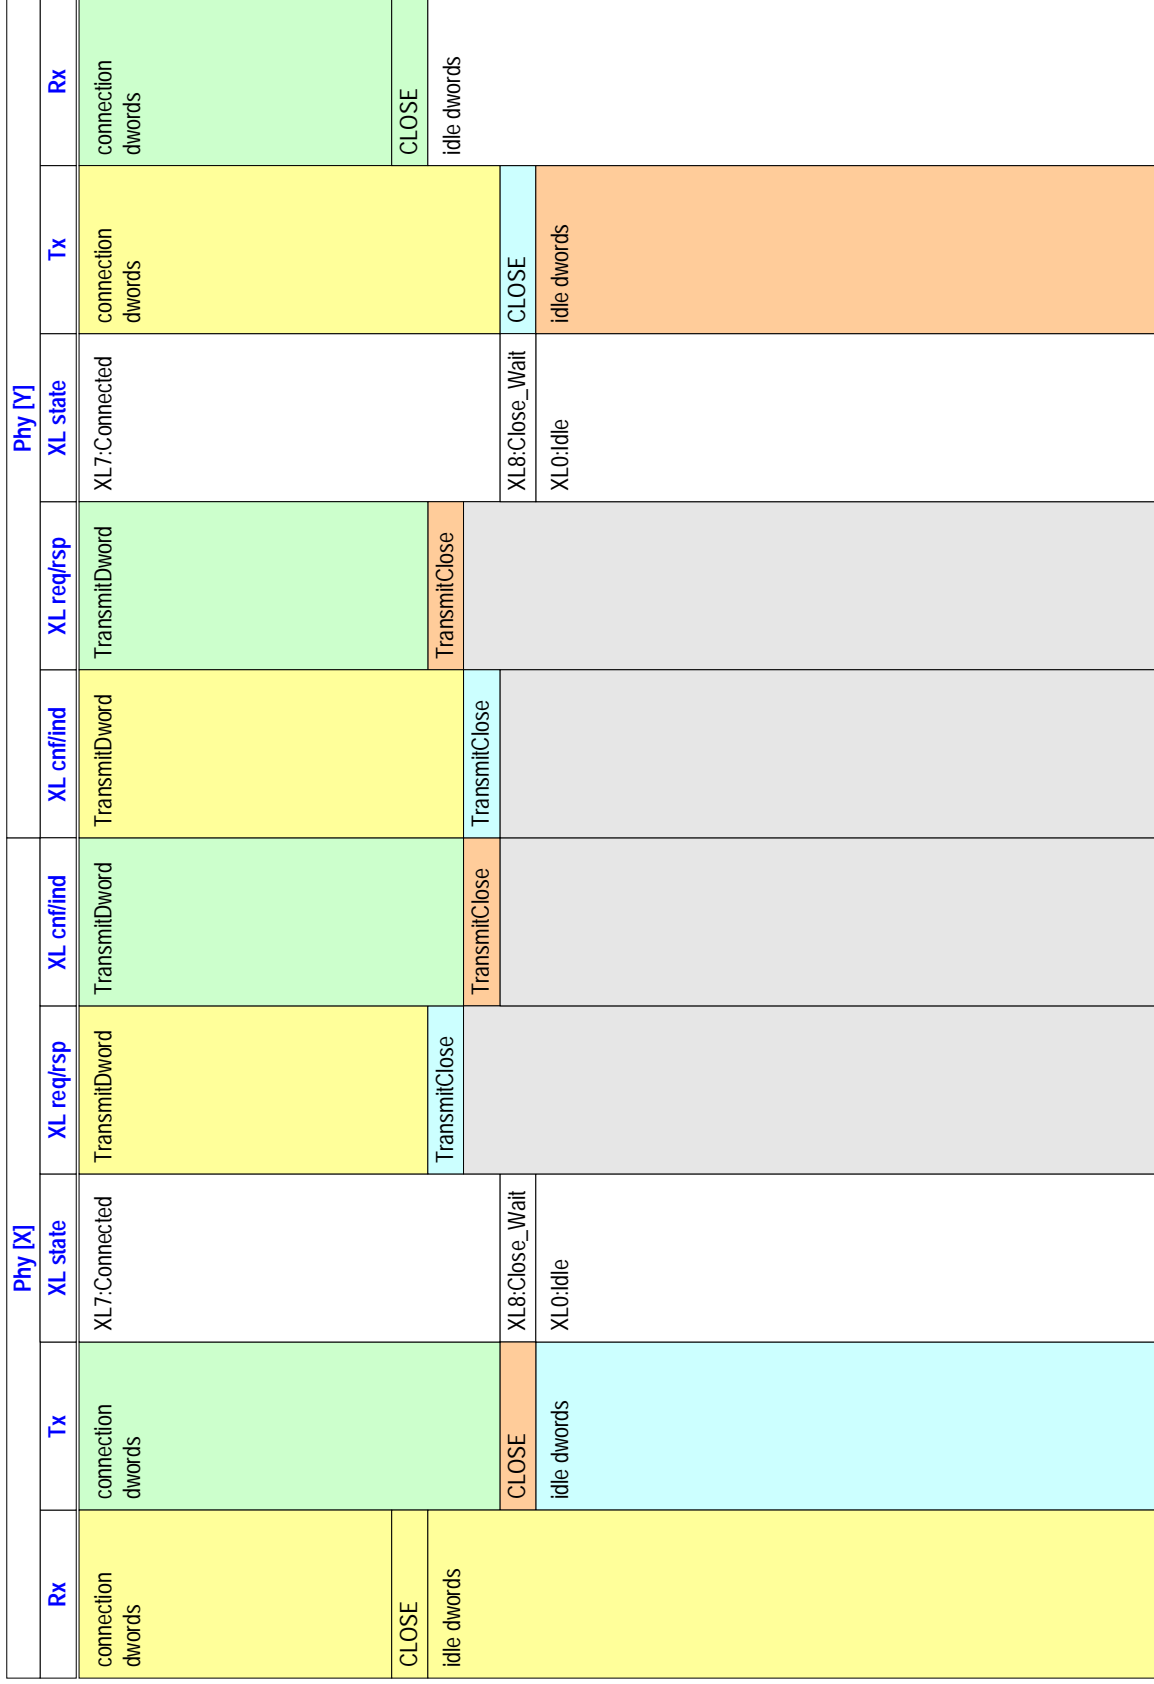 Phy [X]
Phy [Y]
Rx
Tx
XL state
XL req/rsp
XL cnf/ind
XL cnf/ind
XL req/rsp
XL state
Tx
Rx
connection
dwords
connection
dwords
XL7:Connected
TransmitDword
TransmitDword
TransmitDword
TransmitDword
XL7:Connected
connection
dwords
connection
dwords
CLOSE
CLOSE
idle dwords
TransmitClose
TransmitClose
idle dwords
TransmitClose
TransmitClose
CLOSE
XL8:Close_Wait
XL8:Close_Wait
CLOSE
idle dwords
XL0:Idle
XL0:Idle
idle dwords